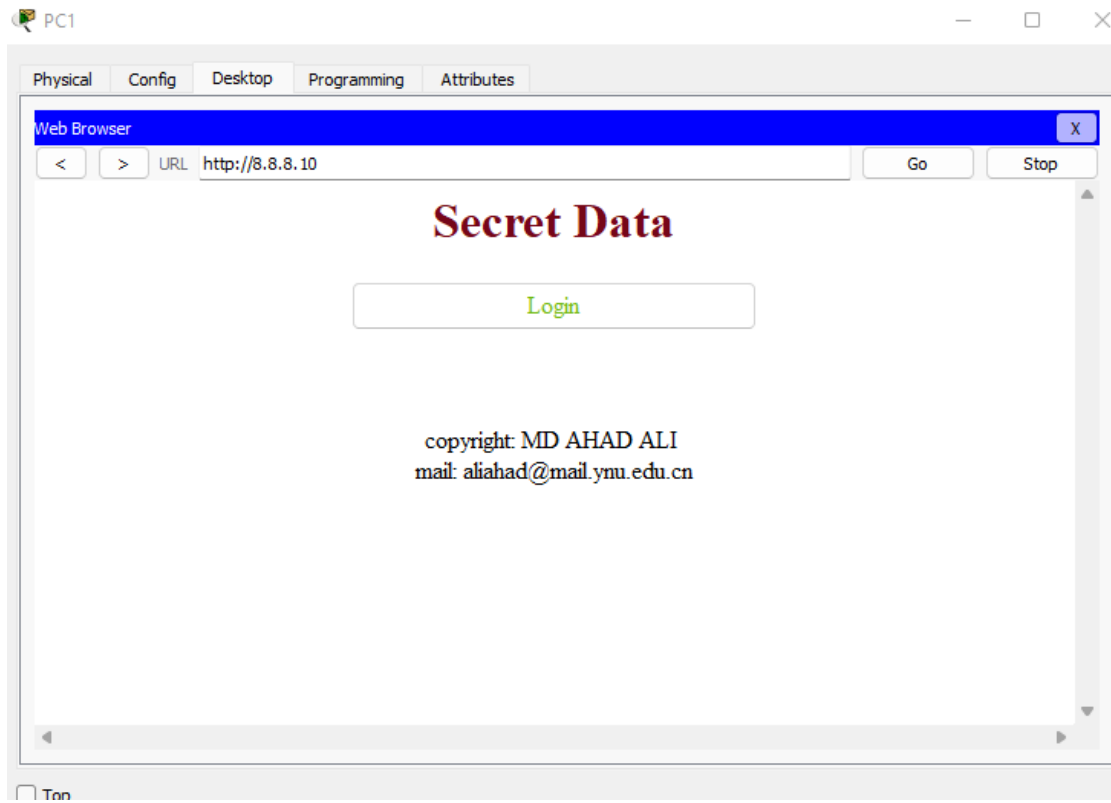 PC1
Physical Config Desktop Programming Attributes
Web Browser X
< > URL http://8.8.8.10 Go Stop
Secret Data
Login
copyright: MD AHAD ALI
mail: aliahad@mail.ynu.edu.cn
Top